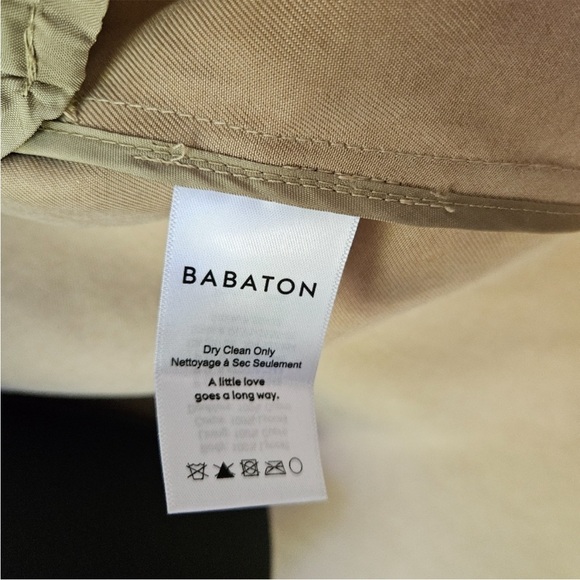 BABATON
Dry Clean Only
Nettoyage à Sec Seulement
A little love
goes a long way.